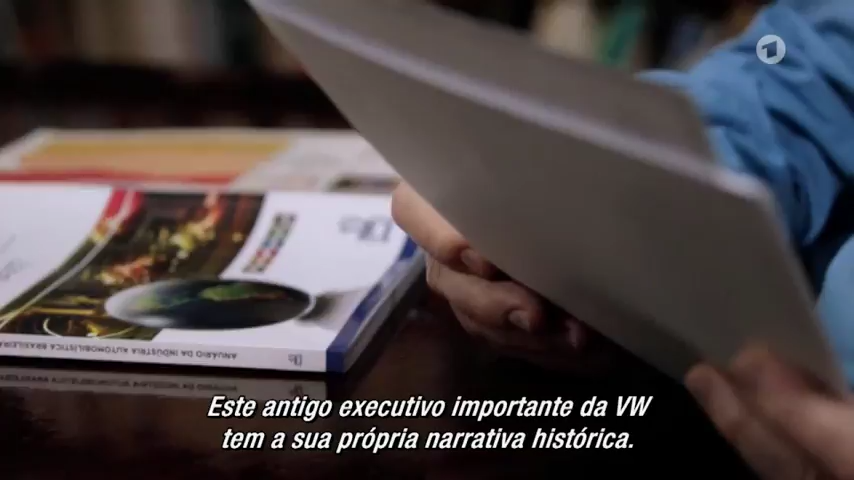 ANUÁRIO DA INDÚSTRIA AUTOMOBILÍSTICA BRASILEIRA
Este antigo executivo importante da VW
tem a sua própria narrativa histórica.